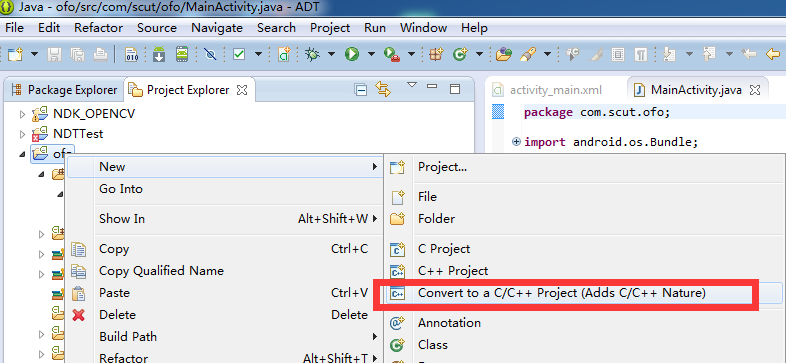 Java - ofo/src/com/scut/ofo/MainActivity.java - ADT
File Edit Run Source Navigate Search Project Refactor Window Help
Package Explorer Project Explorer
activity_main.xml MainActivity.java
NDK_OPENCV
NDTTest
ofo
package com.scut.ofo;
import android.os.Bundle;
New
Go Into
Show In Alt+Shift+W
Copy Ctrl+C
Copy Qualified Name
Paste Ctrl+V
Delete Delete
Build Path
Refactor Alt+Shift+T
Project...
File
Folder
C Project
C++ Project
Convert to a C/C++ Project (Adds C/C++ Nature)
Annotation
Class